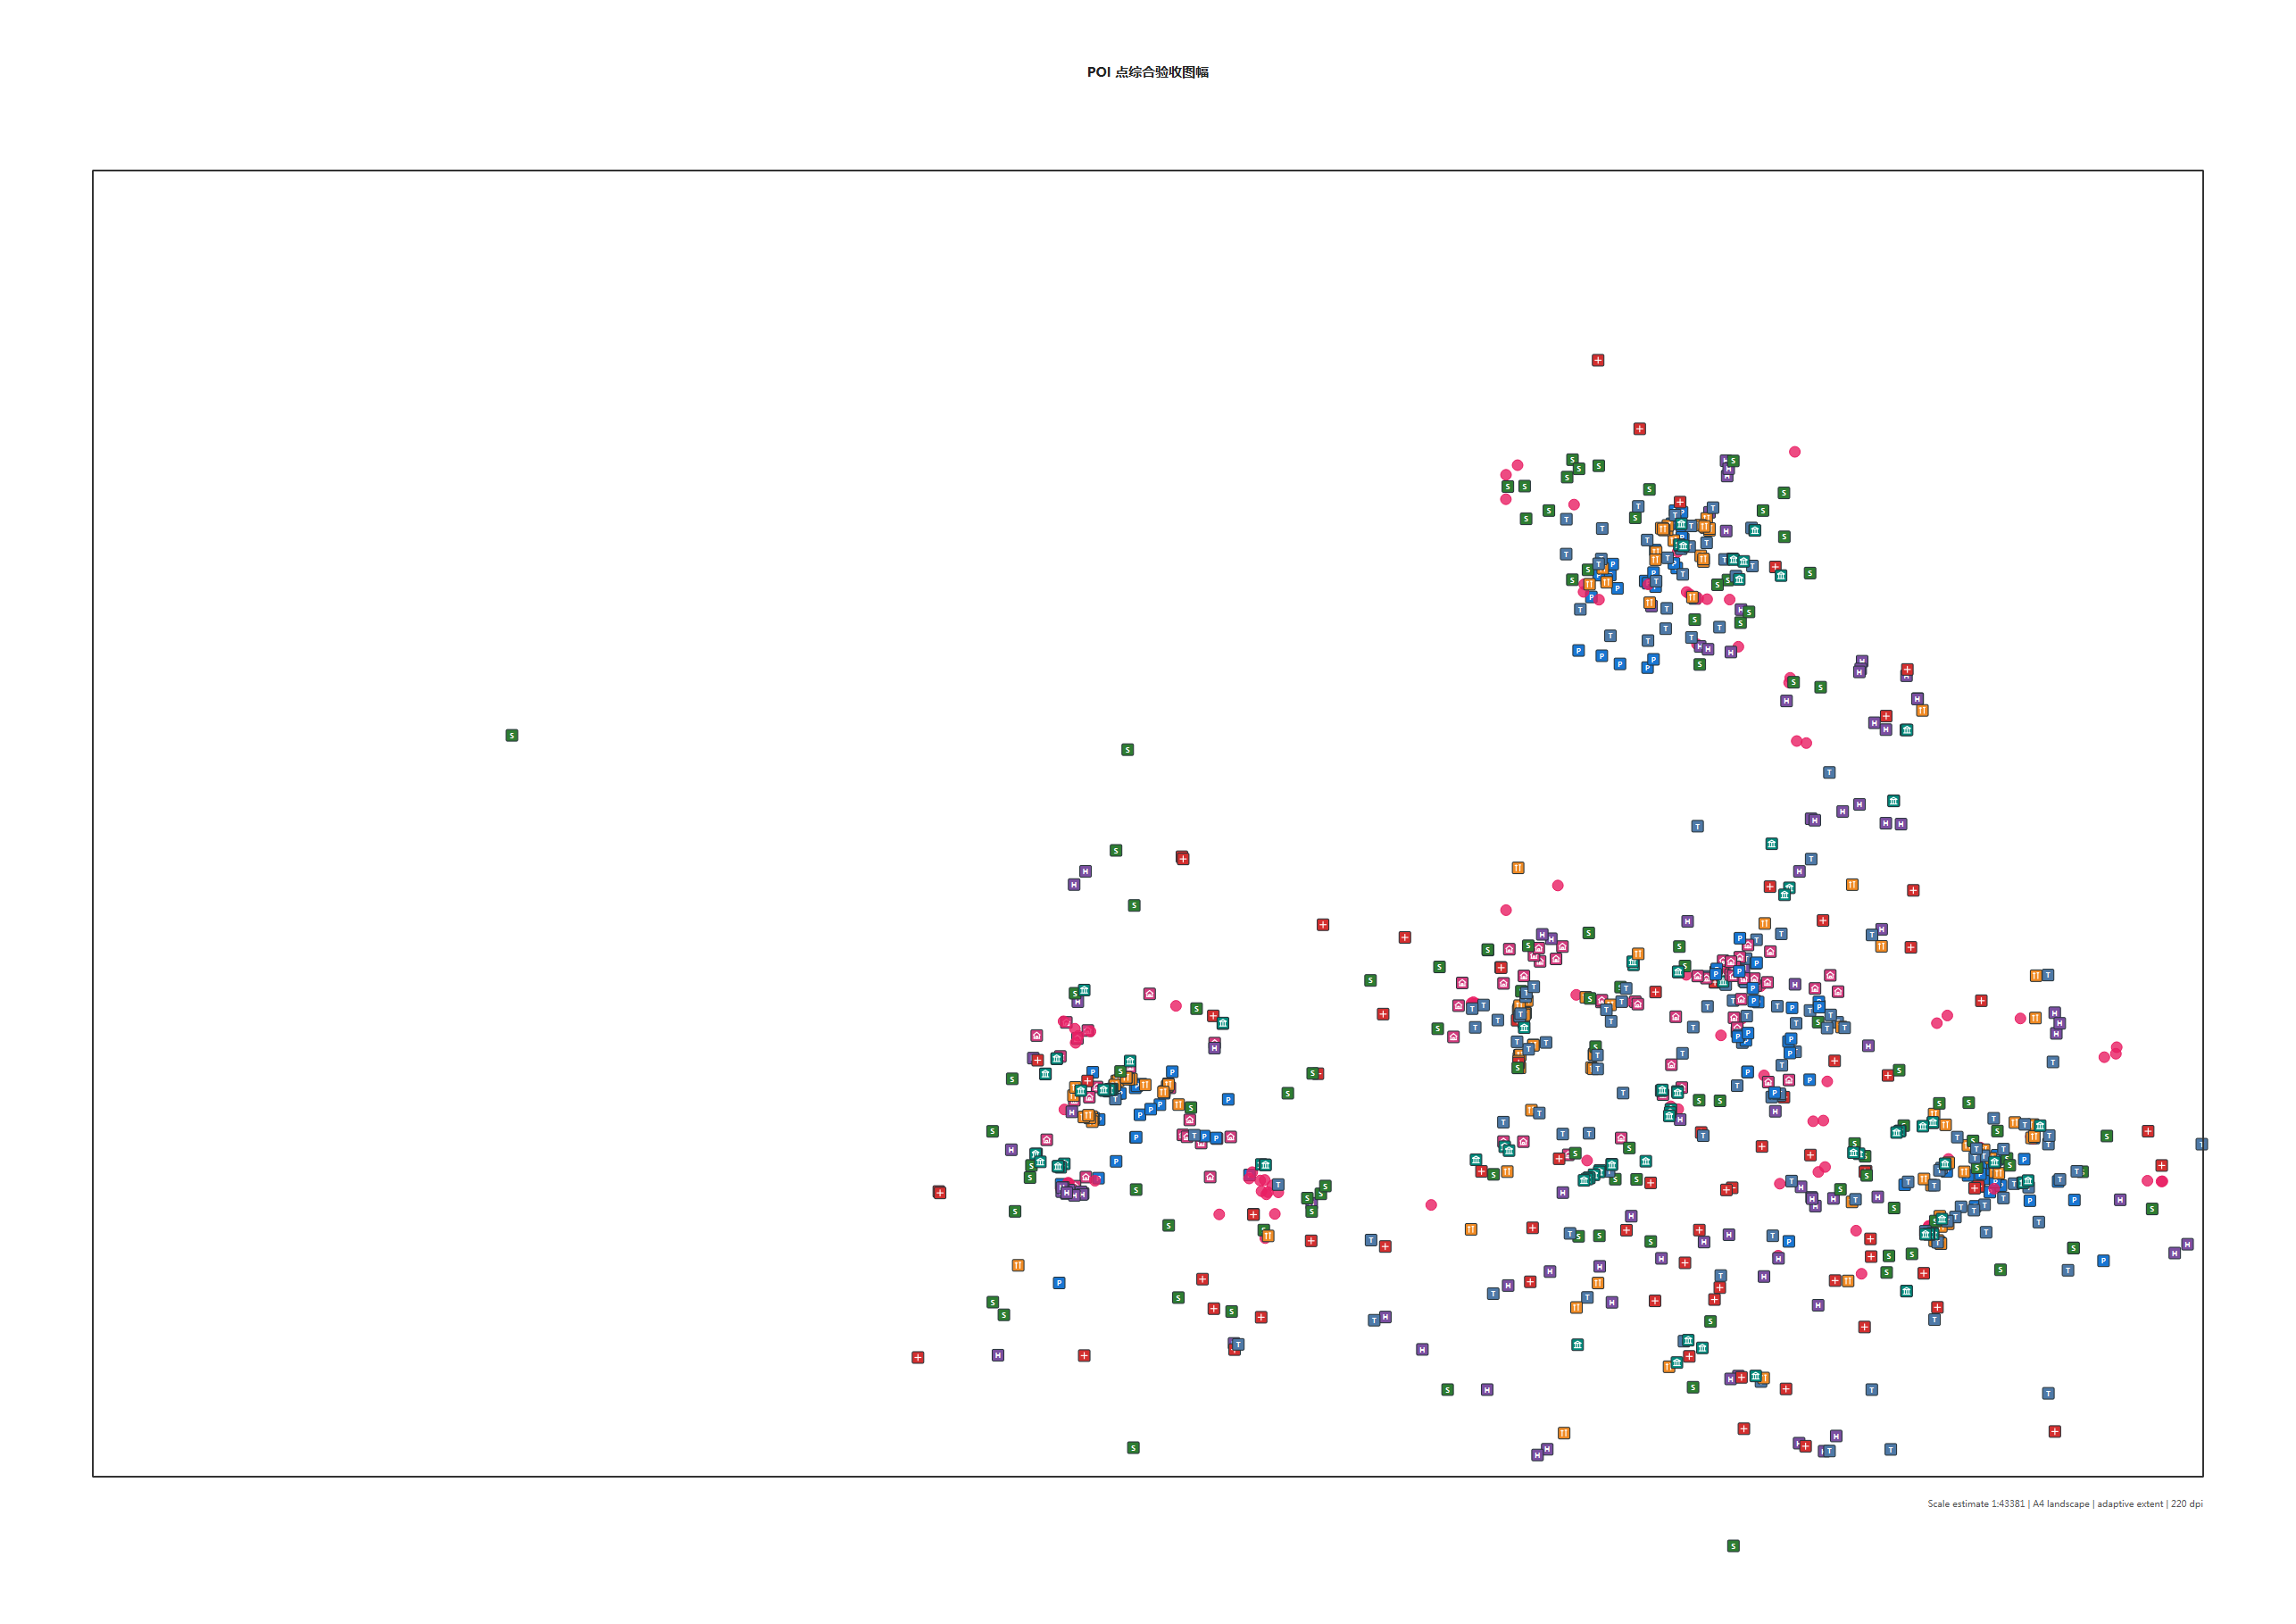 POI 点综合验收图幅
Scale estimate 1:43381 | A4 landscape | adaptive extent | 220 dpi